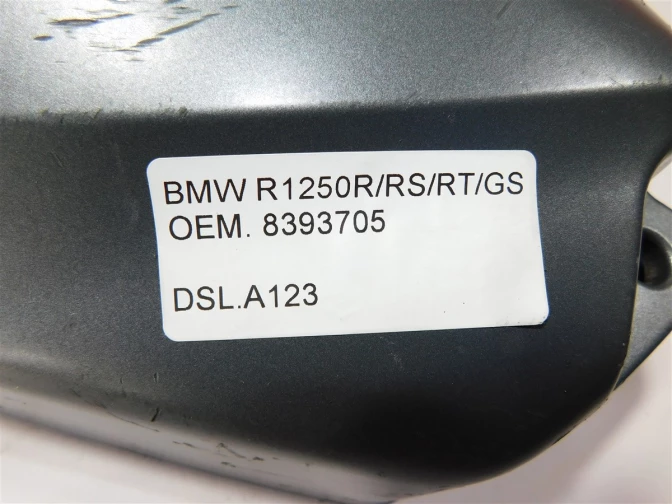 BMW R1250R/RS/RT/GS
OEM. 8393705
DSL.A123